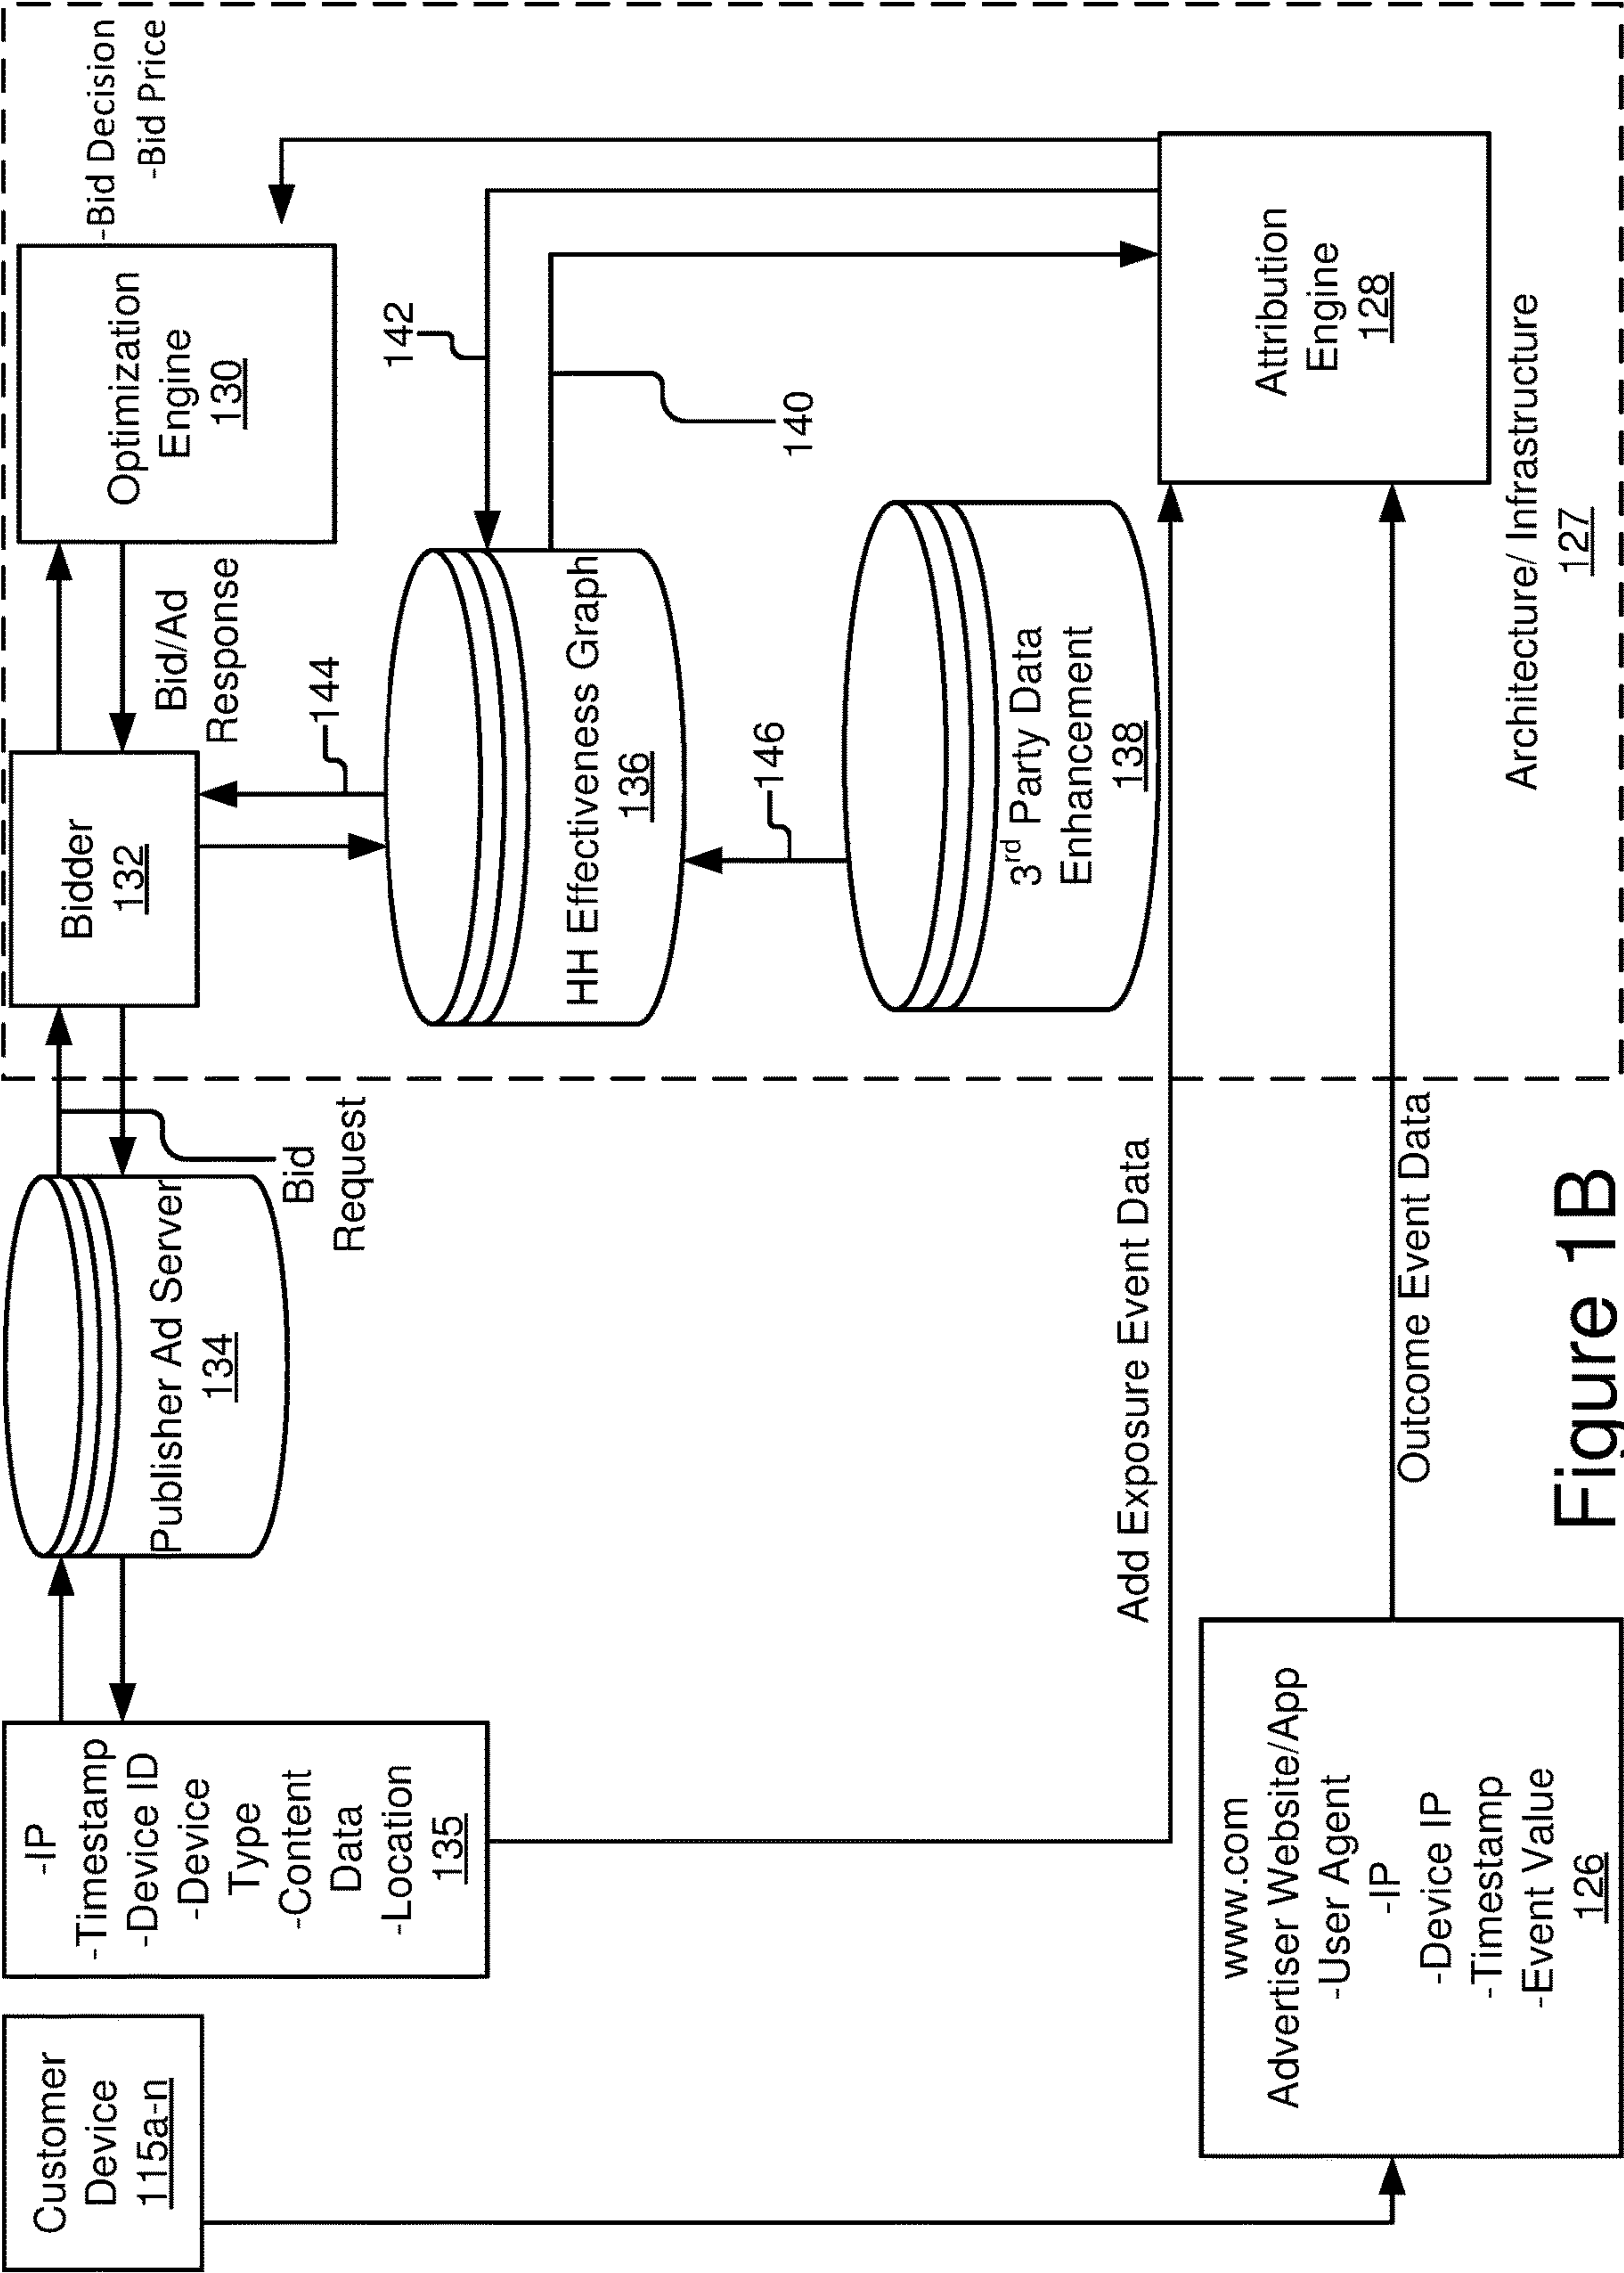 Customer
Device
115a-n
-IP
-Timestamp
-Device ID
-Device
Type
-Content
Data
-Location
135
Publisher Ad Server
134
Bid
Request
Bidder
132
Bid/Ad
Response
Optimization
Engine
130
-Bid Decision
-Bid Price
144
142
HH Effectiveness Graph
136
140
146
3rd Party Data
Enhancement
138
Add Exposure Event Data
Attribution
Engine
128
www.com
Advertiser Website/App
-User Agent
-IP
-Device IP
-Timestamp
-Event Value
126
Outcome Event Data
Architecture/ Infrastructure
127
Figure 1B